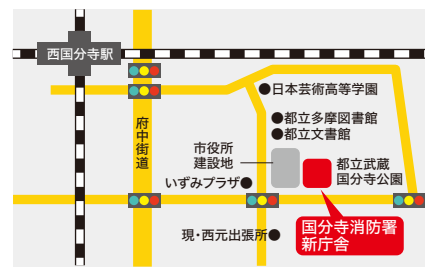 西国分寺駅
日本芸術高等学園
都立多摩図書館
都立文書館
府中街道
市役所
建設地
都立武蔵
国分寺公園
いずみプラザ
国分寺消防署
新庁舎
現・西元出張所